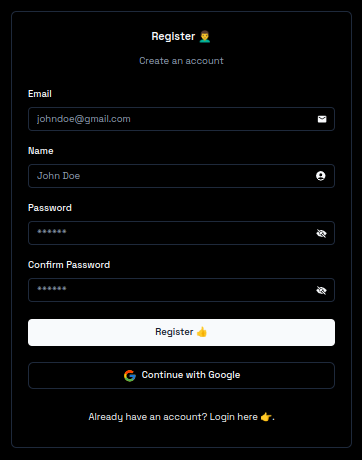 Register 👨‍♂️
Create an account
Email
johndoe@gmail.com
Name
John Doe
Password
******
Confirm Password
******
Register 👍
Continue with Google
Already have an account? Login here 👉.